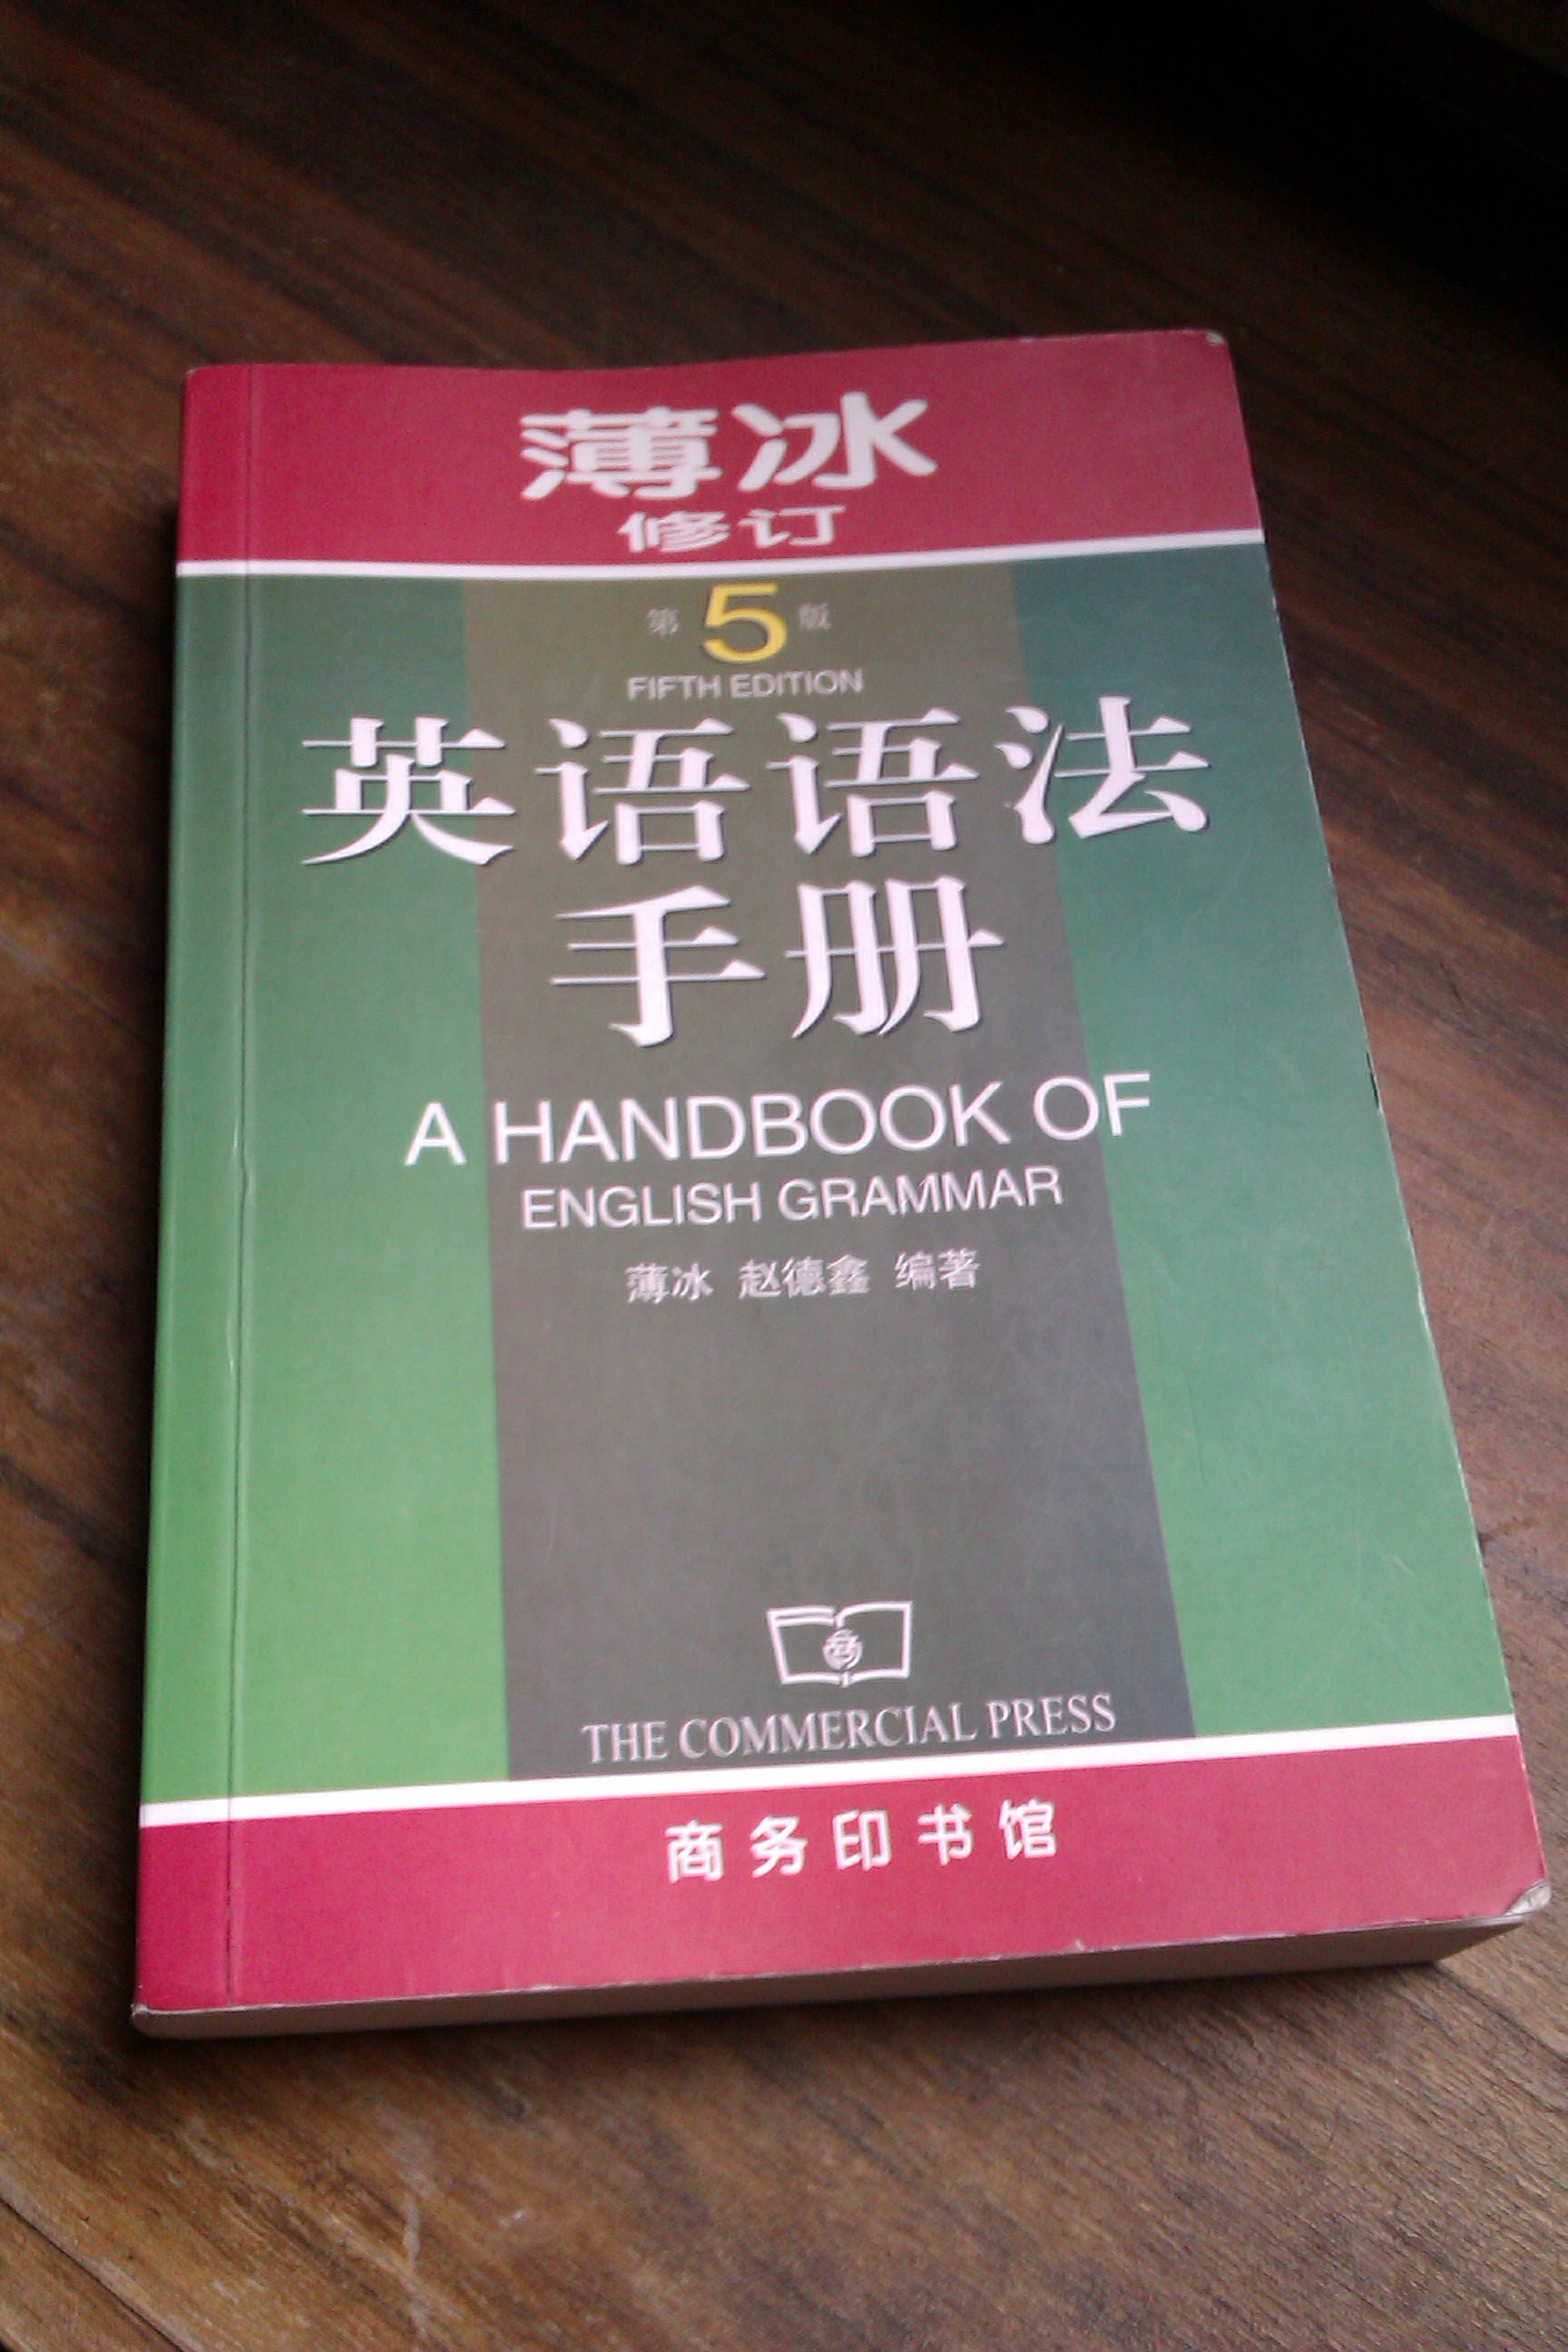 薄冰
修订
第5版
FIFTH EDITION
英语语法
手册
A HANDBOOK OF
ENGLISH GRAMMAR
薄冰 赵德鑫 编著
商
THE COMMERCIAL PRESS
商务印书馆